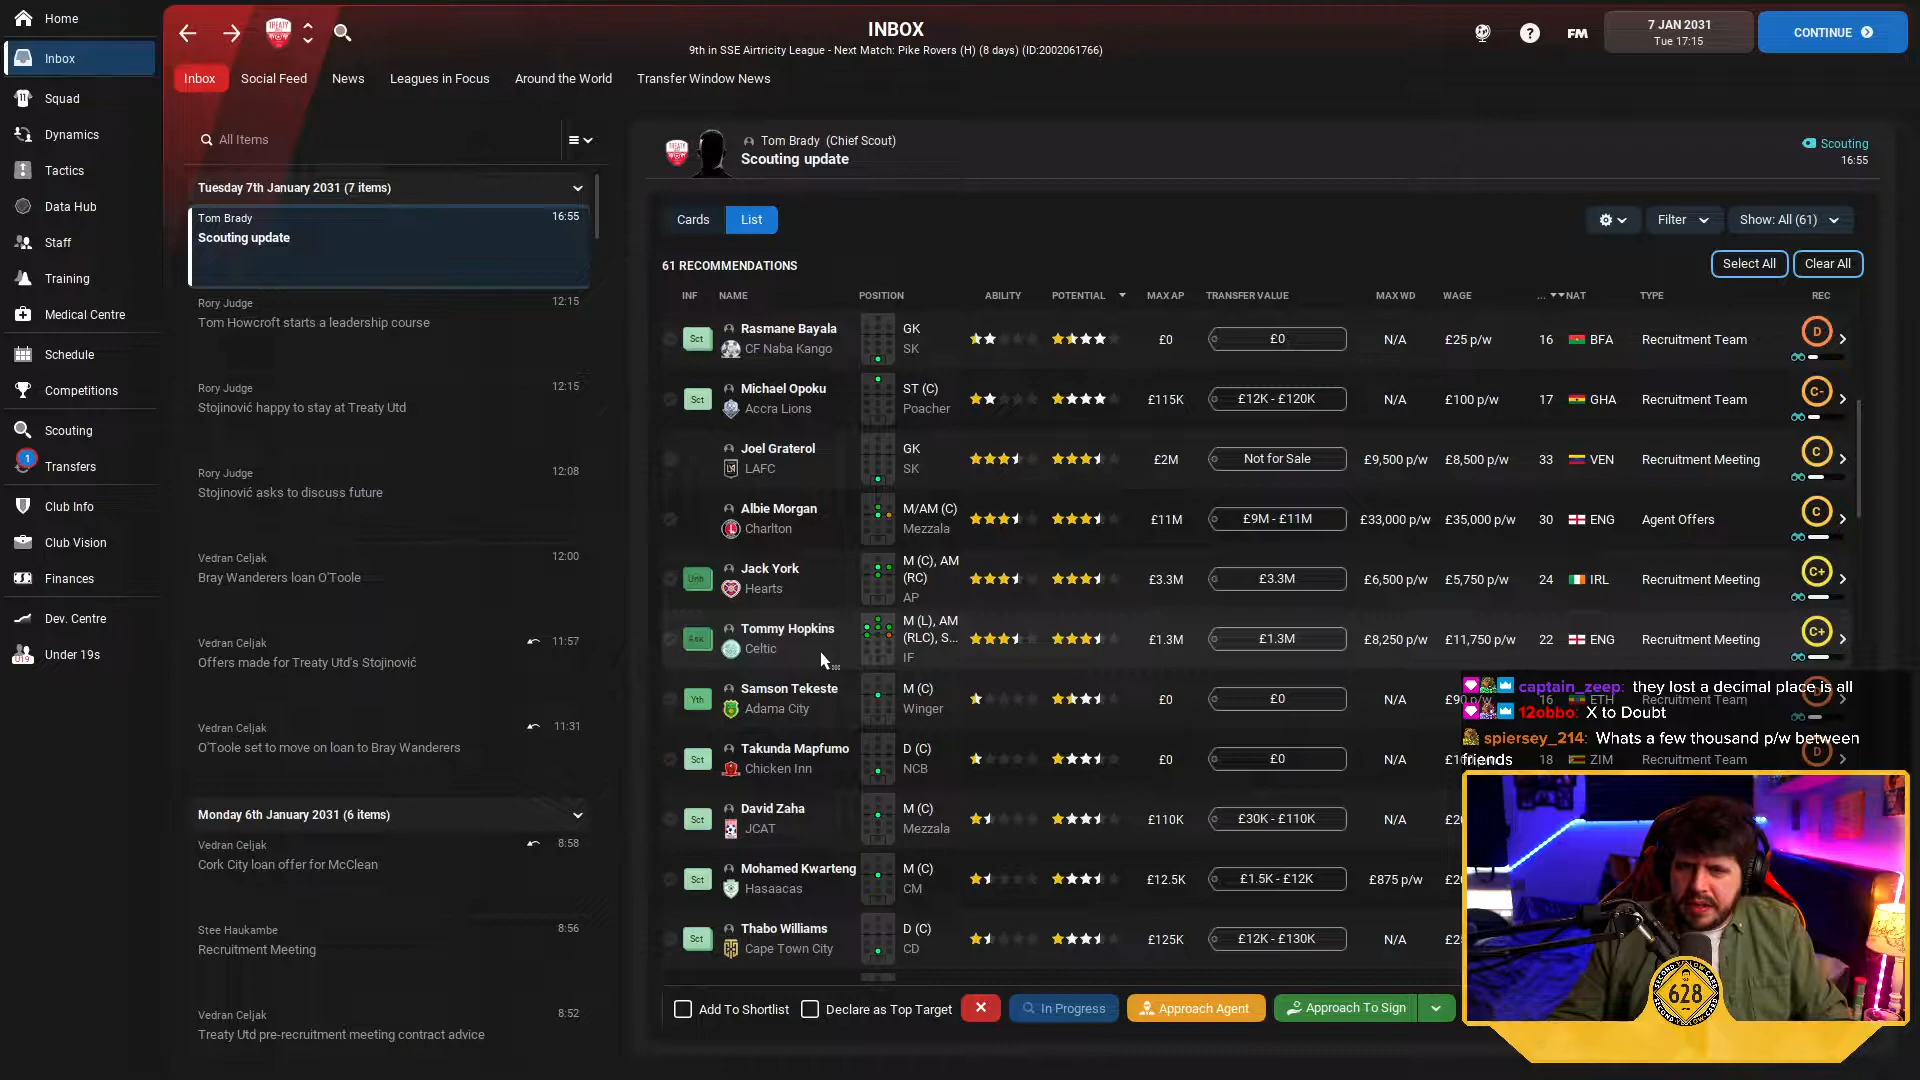 Home
Inbox
Squad
Dynamics
Tactics
Data Hub
Staff
Training
Medical Centre
Schedule
Competitions
Scouting
1
Transfers
Club Info
Club Vision
Finances
Dev. Centre
Under 19s
INBOX
9th in SSE Airtricity League - Next Match: Pike Rovers (H) (8 days) (ID:2002061766)
FM
7 JAN 2031
Tue 17:15
CONTINUE
Inbox Social Feed News Leagues in Focus Around the World Transfer Window News
All Items
Tuesday 7th January 2031 (7 items)
Tom Brady 16:55
Scouting update
Rory Judge 12:15
Tom Howcroft starts a leadership course
Rory Judge 12:15
Stojinović happy to stay at Treaty Utd
Rory Judge 12:08
Stojinović asks to discuss future
Vedran Celjak 12:00
Bray Wanderers loan O'Toole
Vedran Celjak 11:57
Offers made for Treaty Utd's Stojinović
Vedran Celjak 11:31
O'Toole set to move on loan to Bray Wanderers
Monday 6th January 2031 (6 items)
Vedran Celjak 8:58
Cork City loan offer for McClean
Stee Haukambe 8:56
Recruitment Meeting
Vedran Celjak 8:52
Treaty Utd pre-recruitment meeting contract advice
Tom Brady (Chief Scout)
Scouting update
Scouting
16:55
Cards List
Filter Show: All (61)
61 RECOMMENDATIONS
Select All Clear All
INF NAME POSITION ABILITY POTENTIAL MAX AP TRANSFER VALUE MAX WD WAGE ... NAT TYPE REC
Sct Rasmane Bayala CF Naba Kango GK SK £0 £0 N/A £25 p/w 16 BFA Recruitment Team D
Sct Michael Opoku Accra Lions ST (C) Poacher £115K £12K - £120K N/A £100 p/w 17 GHA Recruitment Team C-
Joel Graterol LAFC GK SK £2M Not for Sale £9,500 p/w £8,500 p/w 33 VEN Recruitment Meeting C
Albie Morgan Charlton M/AM (C) Mezzala £11M £9M - £11M £33,000 p/w £35,000 p/w 30 ENG Agent Offers C
Unh Jack York Hearts M (C), AM (RC) AP £3.3M £3.3M £6,500 p/w £5,750 p/w 24 IRL Recruitment Meeting C+
Tommy Hopkins Celtic M (L), AM (RLC), S... IF £1.3M £1.3M £8,250 p/w £11,750 p/w 22 ENG Recruitment Meeting C+
Yth Samson Tekeste Adama City M (C) Winger £0 £0 N/A £90 p/w 16 ETH Recruitment Team D
Sct Takunda Mapfumo Chicken Inn D (C) NCB £0 £0 N/A 18 ZIM Recruitment Team D
Sct David Zaha JCAT M (C) Mezzala £110K £30K - £110K N/A
Sct Mohamed Kwarteng Hasaacas M (C) CM £12.5K £1.5K - £12K £875 p/w
Sct Thabo Williams Cape Town City D (C) CD £125K £12K - £130K N/A
captain_zeep: they lost a decimal place is all
12obbo: X to Doubt
spiersey_214: Whats a few thousand p/w between
friends
Add To Shortlist Declare as Top Target In Progress Approach Agent Approach To Sign
SECOND YELLOW CARD
628